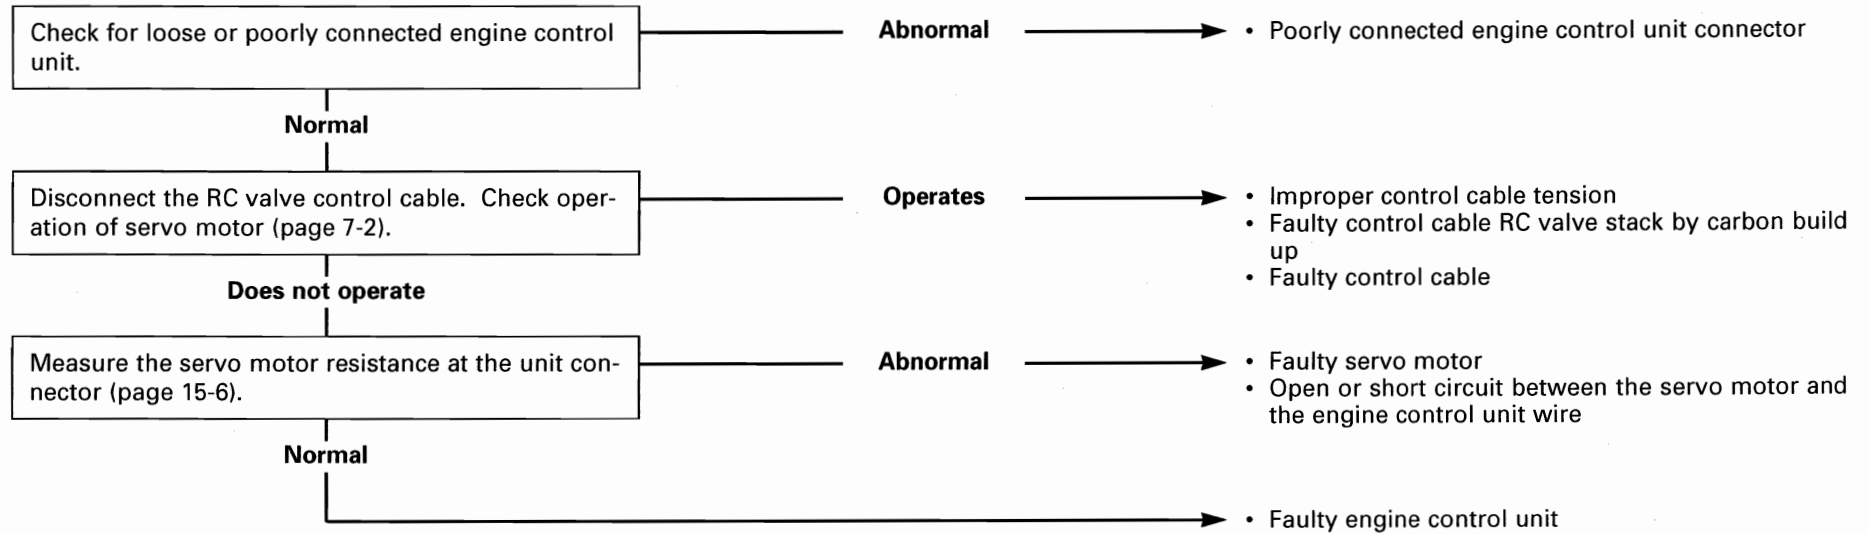 Check for loose or poorly connected engine control
unit.
Abnormal
• Poorly connected engine control unit connector
Normal
Disconnect the RC valve control cable. Check oper-
ation of servo motor (page 7-2).
Operates
• Improper control cable tension
• Faulty control cable RC valve stack by carbon build
up
• Faulty control cable
Does not operate
Measure the servo motor resistance at the unit con-
nector (page 15-6).
Abnormal
• Faulty servo motor
• Open or short circuit between the servo motor and
the engine control unit wire
Normal
• Faulty engine control unit